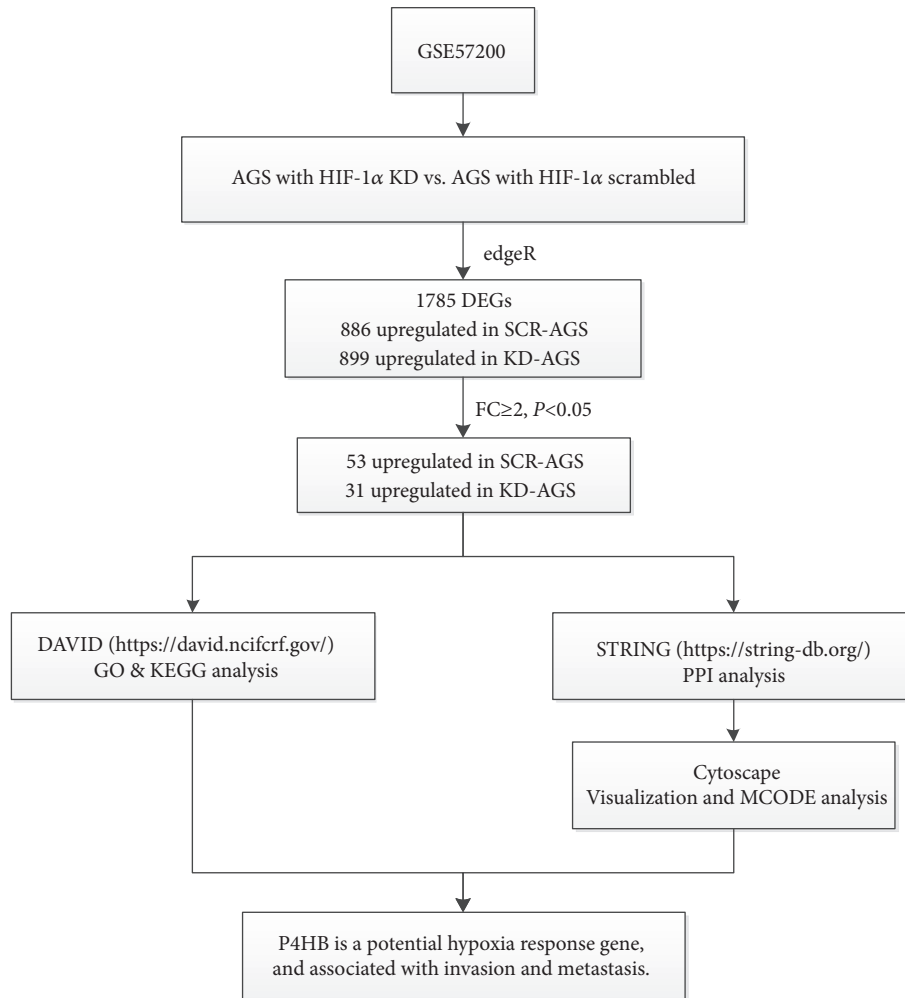 GSE57200
AGS with HIF-1α KD vs. AGS with HIF-1α scrambled
edgeR
1785 DEGs
886 upregulated in SCR-AGS
899 upregulated in KD-AGS
FC≥2, P<0.05
53 upregulated in SCR-AGS
31 upregulated in KD-AGS
DAVID (https://david.ncifcrf.gov/)
GO & KEGG analysis
STRING (https://string-db.org/)
PPI analysis
Cytoscape
Visualization and MCODE analysis
P4HB is a potential hypoxia response gene,
and associated with invasion and metastasis.